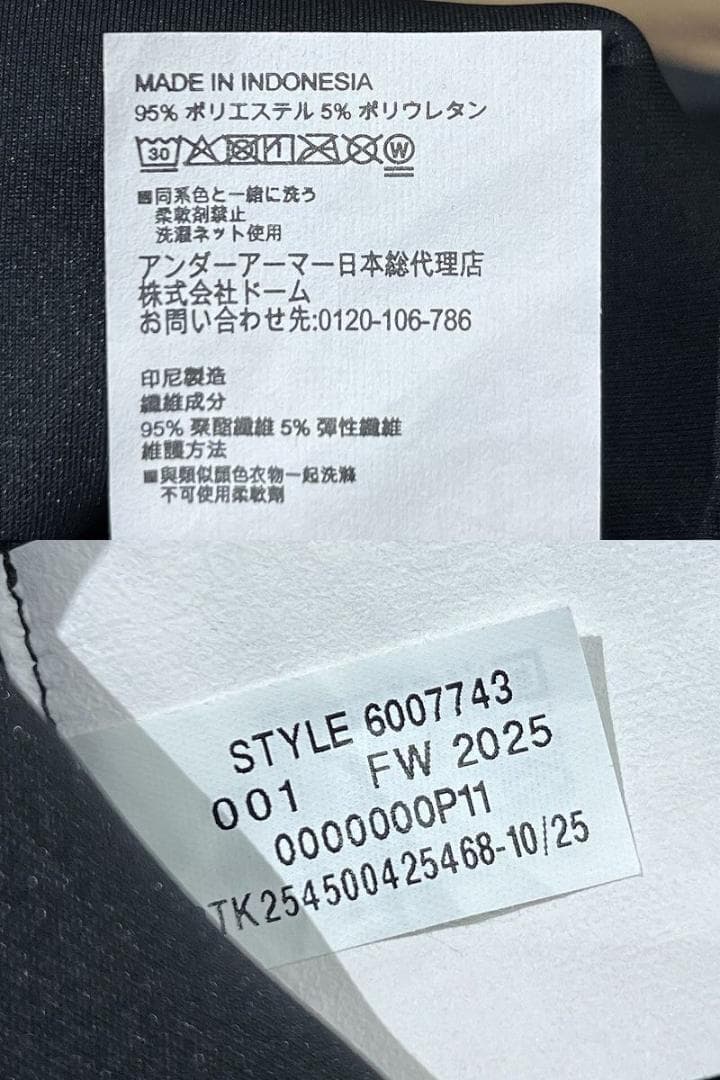 MADE IN INDONESIA
95% ポリエステル 5% ポリウレタン
30 1 W
■同系色と一緒に洗う
柔軟剤禁止
洗濯ネット使用
アンダーアーマー日本総代理店
株式会社ドーム
お問い合わせ先:0120-106-786
印尼製造
纖維成分
95% 聚酯纖維 5% 彈性纖維
維護方法
■與類似顏色衣物一起洗滌
不可使用柔軟劑
STYLE 6007743
001 FW 2025
0000000P11
TK254500425468-10/25